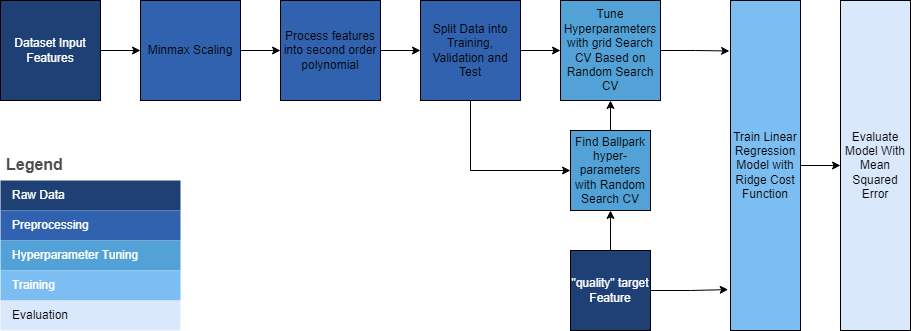 Dataset Input
Features
Minmax Scaling
Process features
into second order
polynomial
Split Data into
Training,
Validation and
Test
Tune
Hyperparameters
with grid Search
CV Based on
Random Search
CV
Find Ballpark
hyper-
parameters
with Random
Search CV
"quality" target
Feature
Train Linear
Regression
Model with
Ridge Cost
Function
Evaluate
Model With
Mean
Squared
Error
Legend
Raw Data
Preprocessing
Hyperparameter Tuning
Training
Evaluation